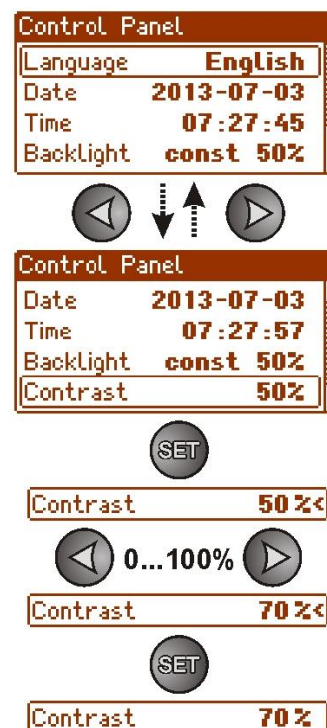 Control Panel
Language English
Date 2013-07-03
Time 07:27:45
Backlight const 50%
Control Panel
Date 2013-07-03
Time 07:27:57
Backlight const 50%
Contrast 50%
SET
Contrast 50%<
0...100%
Contrast 70%<
SET
Contrast 70%